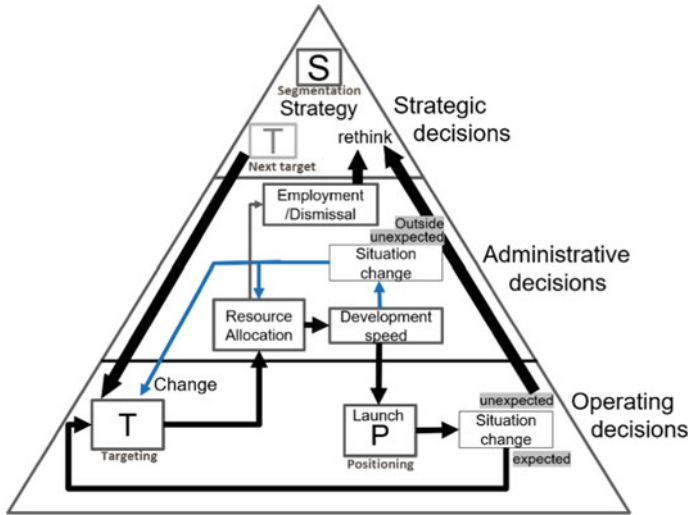 S
Segmentation
Strategy
Strategic
decisions
rethink
T
Next target
Employment
/Dismissal
Outside
unexpected
Situation
change
Administrative
decisions
Resource
Allocation
Development
speed
Change
T
Targeting
Launch
P
Positioning
unexpected
Situation
change
expected
Operating
decisions